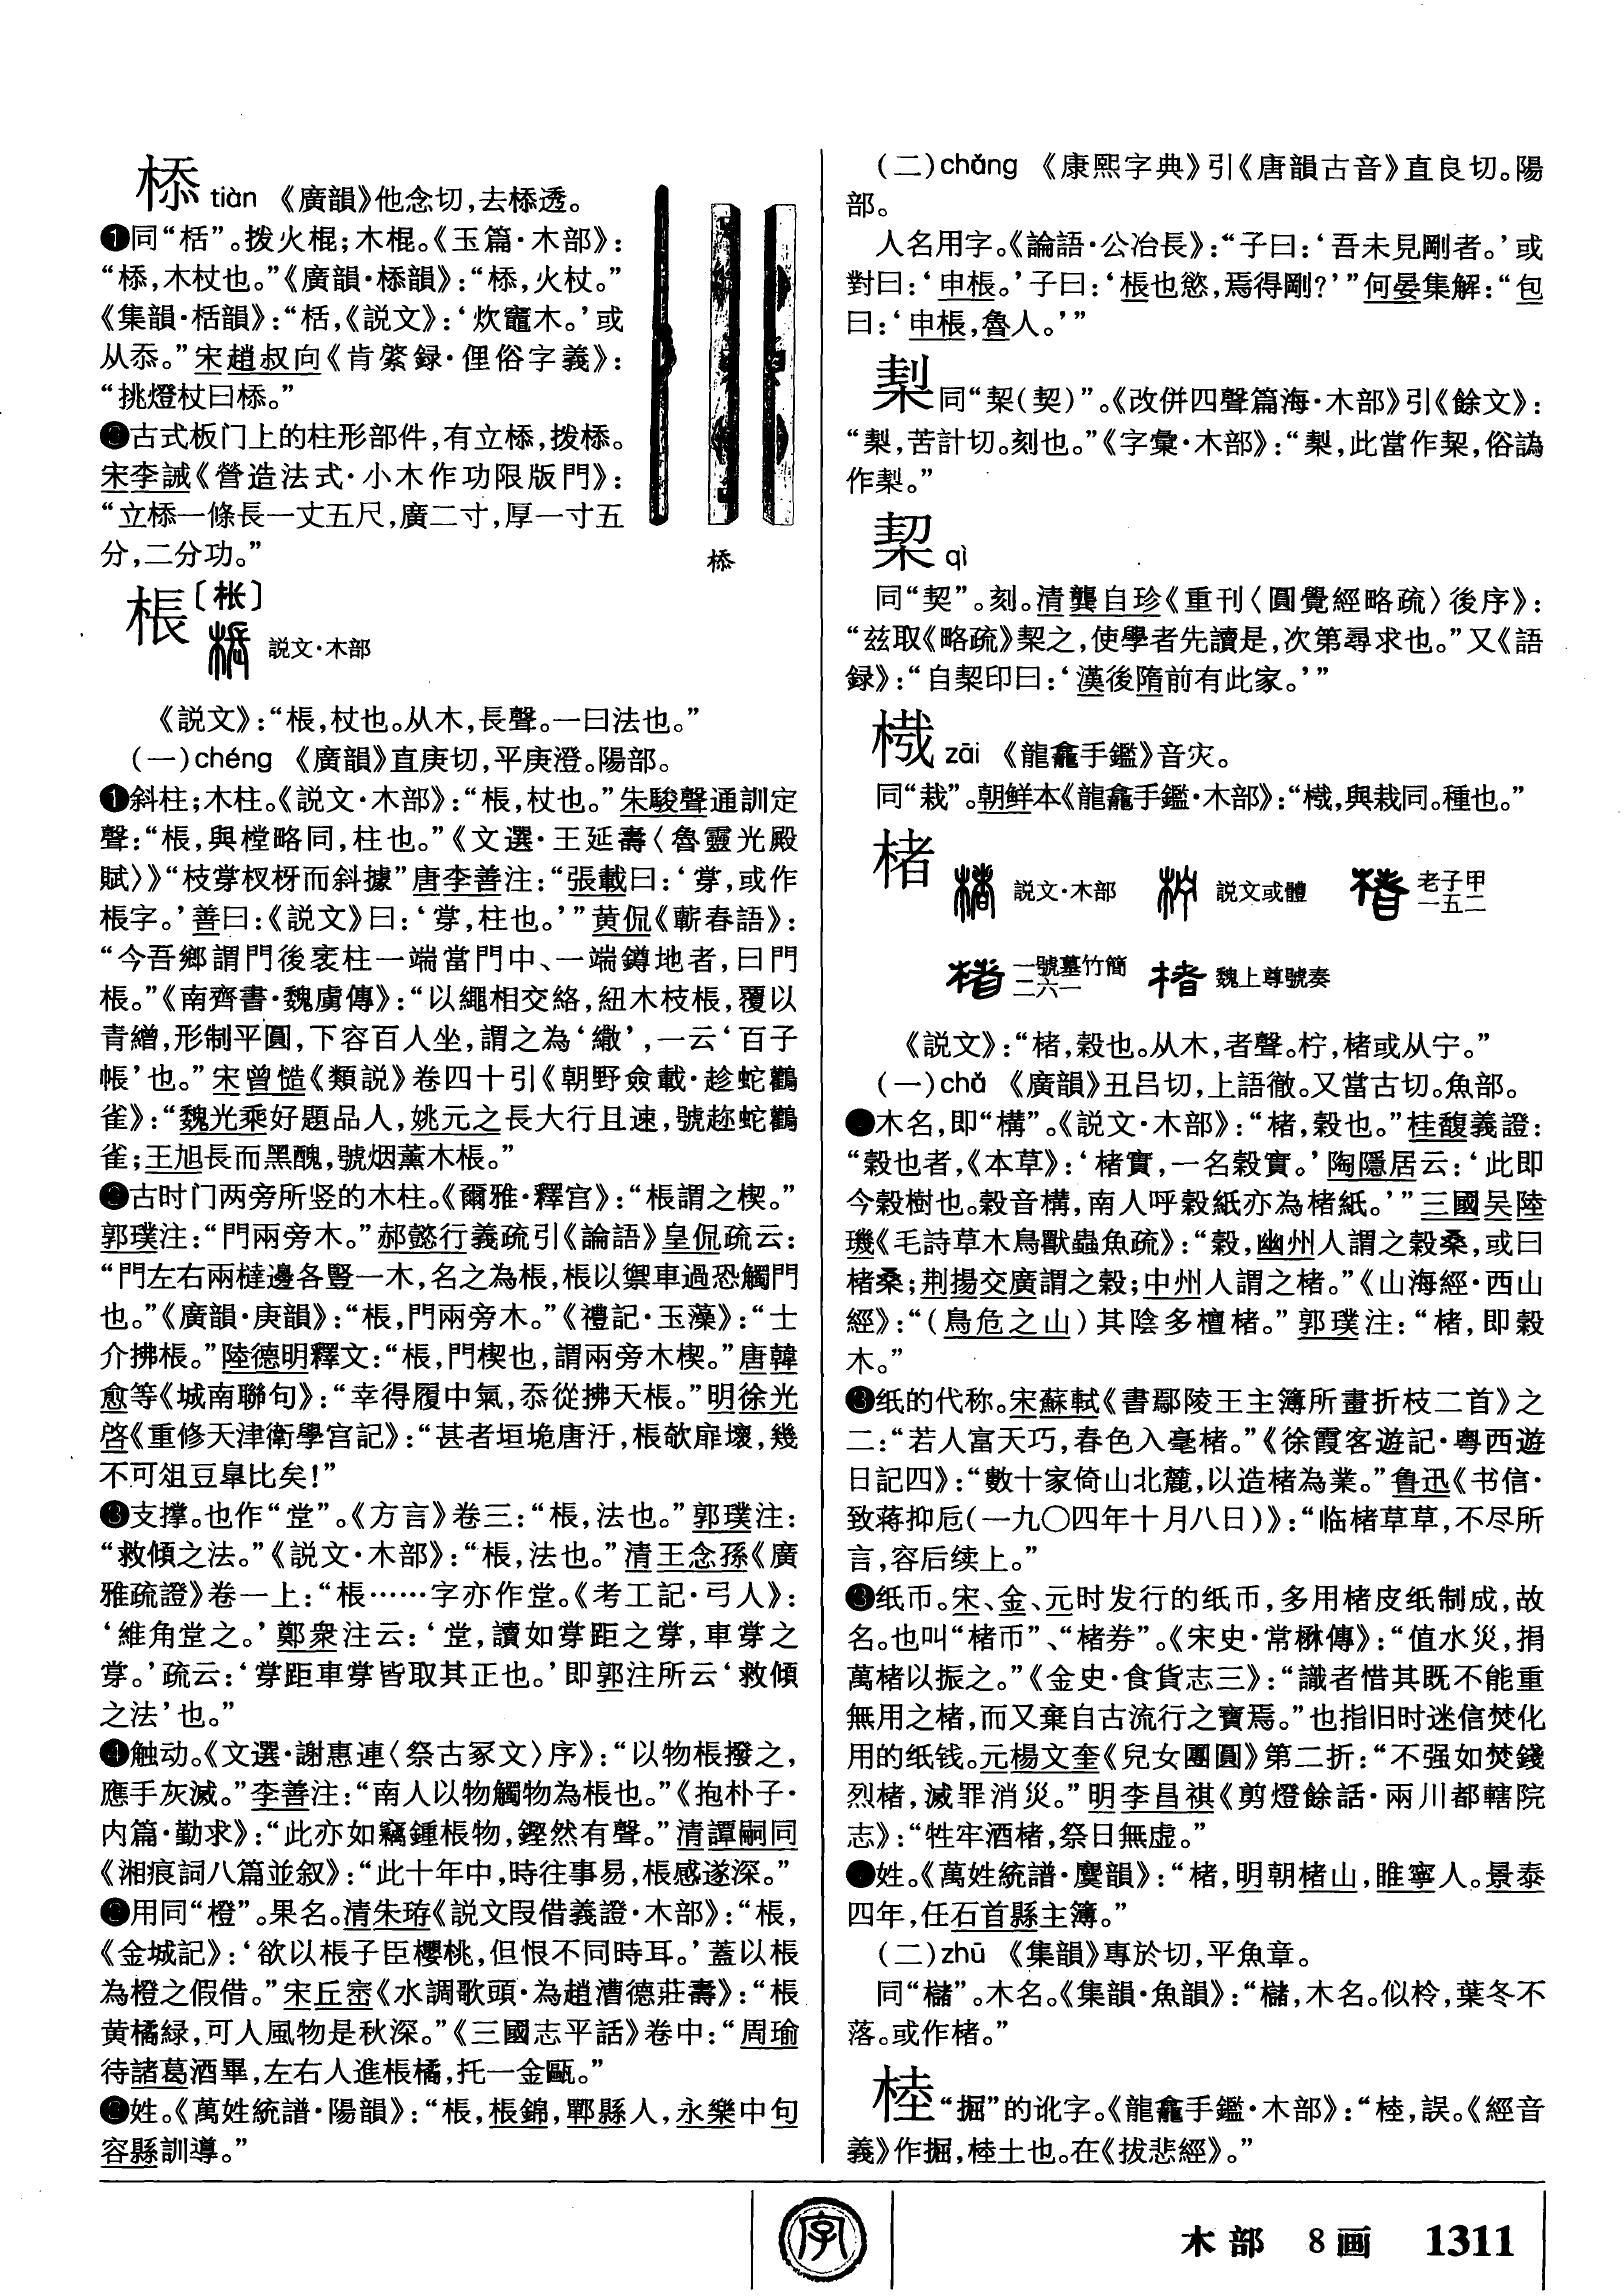 㮇 tiàn 《廣韻》他念切，去㮇透。
❶同“栝”。拨火棍；木棍。《玉篇·木部》：
“㮇，木杖也。”《廣韻·㮇韻》：“㮇，火杖。”
《集韻·栝韻》：“栝，《説文》：‘炊竈木。’或
从忝。”宋趙叔向《肯綮録·俚俗字義》：
“挑燈杖曰㮇。”
❷古式板门上的柱形部件，有立㮇，拨㮇。
宋李誡《營造法式·小木作功限版門》：
“立㮇一條長一丈五尺，廣二寸，厚一寸五
分，二分功。”
㮇
棖〔枨〕
説文·木部
《説文》：“棖，杖也。从木，長聲。一曰法也。”
（一）chéng 《廣韻》直庚切，平庚澄。陽部。
❶斜柱；木柱。《説文·木部》：“棖，杖也。”朱駿聲通訓定
聲：“棖，與樘略同，柱也。”《文選·王延壽〈魯靈光殿
賦〉》“枝牚杈枒而斜據”唐李善注：“張載曰：‘牚，或作
棖字。’善曰：《説文》曰：‘牚，柱也。’”黄侃《蘄春語》：
“今吾鄉謂門後衺柱一端當門中、一端鐏地者，曰門
棖。”《南齊書·魏虜傳》：“以繩相交絡，紐木枝棖，覆以
青繒，形制平圓，下容百人坐，謂之為‘繖’，一云‘百子
帳’也。”宋曾慥《類説》卷四十引《朝野僉載·趁蛇鸛
雀》：“魏光乘好題品人，姚元之長大行且速，號趂蛇鸛
雀；王旭長而黑醜，號烟薰木棖。”
❷古时门两旁所竖的木柱。《爾雅·釋宫》：“棖謂之楔。”
郭璞注：“門兩旁木。”郝懿行義疏引《論語》皇侃疏云：
“門左右兩橽邊各豎一木，名之為棖，棖以禦車過恐觸門
也。”《廣韻·庚韻》：“棖，門兩旁木。”《禮記·玉藻》：“士
介拂棖。”陸德明釋文：“棖，門楔也，謂兩旁木楔。”唐韓
愈等《城南聯句》：“幸得履中氣，忝從拂天棖。”明徐光
啓《重修天津衛學宫記》：“甚者垣垝唐汙，棖欹扉壞，幾
不可俎豆皐比矣！”
❸支撑。也作“堂”。《方言》卷三：“棖，法也。”郭璞注：
“救傾之法。”《説文·木部》：“棖，法也。”清王念孫《廣
雅疏證》卷一上：“棖……字亦作堂。《考工記·弓人》：
‘維角堂之。’鄭衆注云：‘堂，讀如牚距之牚，車牚之
牚。’疏云：‘牚距車牚皆取其正也。’即郭注所云‘救傾
之法’也。”
❹触动。《文選·謝惠連〈祭古冢文〉序》：“以物棖撥之，
應手灰滅。”李善注：“南人以物觸物為棖也。”《抱朴子·
内篇·勤求》：“此亦如竊鍾棖物，鏗然有聲。”清譚嗣同
《湘痕詞八篇並叙》：“此十年中，時往事易，棖感遂深。”
❺用同“橙”。果名。清朱珔《説文叚借義證·木部》：“棖，
《金城記》：‘欲以棖子臣櫻桃，但恨不同時耳。’蓋以棖
為橙之假借。”宋丘崈《水調歌頭·為趙漕德莊壽》：“棖
黄橘緑，可人風物是秋深。”《三國志平話》卷中：“周瑜
待諸葛酒畢，左右人進棖橘，托一金甌。”
❻姓。《萬姓統譜·陽韻》：“棖，棖錦，鄲縣人，永樂中句
容縣訓導。”
（二）chǎng 《康熙字典》引《唐韻古音》直良切。陽
部。
人名用字。《論語·公冶長》：“子曰：‘吾未見剛者。’或
對曰：‘申棖。’子曰：‘棖也慾，焉得剛？’”何晏集解：“包
曰：‘申棖，魯人。’”
㓞同“栔（契）”。《改併四聲篇海·木部》引《餘文》：
“，苦計切。刻也。”《字彙·木部》：“，此當作栔，俗譌
作。”
栔 qì
同“契”。刻。清龔自珍《重刊〈圓覺經略疏〉後序》：
“兹取《略疏》栔之，使學者先讀是，次第尋求也。”又《語
録》：“自栔印曰：‘漢後隋前有此家。’”
zāi 《龍龕手鑑》音灾。
同“栽”。朝鲜本《龍龕手鑑·木部》：“，與栽同。種也。”
楮
説文·木部 説文或體 老子甲一五二
一號墓竹簡二六一 魏上尊號奏
《説文》：“楮，榖也。从木，者聲。柠，楮或从宁。”
（一）chǔ 《廣韻》丑吕切，上語徹。又當古切。魚部。
❶木名，即“構”。《説文·木部》：“楮，榖也。”桂馥義證：
“榖也者，《本草》：‘楮實，一名榖實。’陶隱居云：‘此即
今榖樹也。榖音構，南人呼榖紙亦為楮紙。’”三國吴陸
璣《毛詩草木鳥獸蟲魚疏》：“榖，幽州人謂之榖桑，或曰
楮桑；荆揚交廣謂之榖；中州人謂之楮。”《山海經·西山
經》：“（鳥危之山）其陰多檀楮。”郭璞注：“楮，即榖
木。”
❷纸的代称。宋蘇軾《書鄢陵王主簿所畫折枝二首》之
二：“若人富天巧，春色入毫楮。”《徐霞客遊記·粤西遊
日記四》：“數十家倚山北麓，以造楮為業。”鲁迅《书信·
致蒋抑卮（一九〇四年十月八日）》：“临楮草草，不尽所
言，容后续上。”
❸纸币。宋、金、元时发行的纸币，多用楮皮纸制成，故
名。也叫“楮币”、“楮券”。《宋史·常楙傳》：“值水災，捐
萬楮以振之。”《金史·食貨志三》：“識者惜其既不能重
無用之楮，而又棄自古流行之寶焉。”也指旧时迷信焚化
用的纸钱。元楊文奎《兒女團圓》第二折：“不强如焚錢
烈楮，滅罪消災。”明李昌祺《剪燈餘話·兩川都轄院
志》：“牲牢酒楮，祭日無虚。”
❹姓。《萬姓統譜·麌韻》：“楮，明朝楮山，睢寧人。景泰
四年，任石首縣主簿。”
（二）zhū 《集韻》專於切，平魚章。
同“櫧”。木名。《集韻·魚韻》：“櫧，木名。似柃，葉冬不
落。或作楮。”
“掘”的讹字。《龍龕手鑑·木部》：“，誤。《經音
義》作掘，土也。在《拔悲經》。”
木部 8画 1311